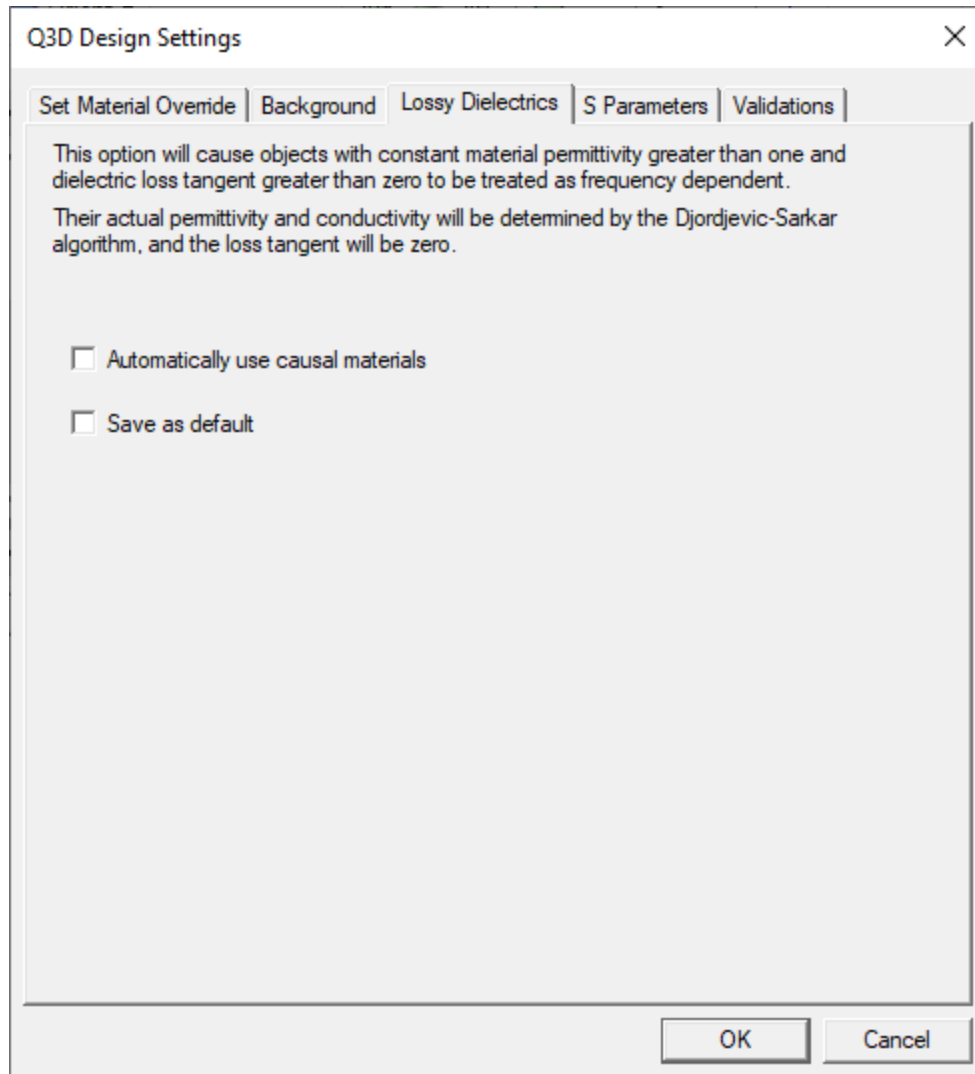 Q3D Design Settings
Set Material Override
Background
Lossy Dielectrics
S Parameters
Validations
This option will cause objects with constant material permittivity greater than one and
dielectric loss tangent greater than zero to be treated as frequency dependent.
Their actual permittivity and conductivity will be determined by the Djordjevic-Sarkar
algorithm, and the loss tangent will be zero.
Automatically use causal materials
Save as default
OK
Cancel